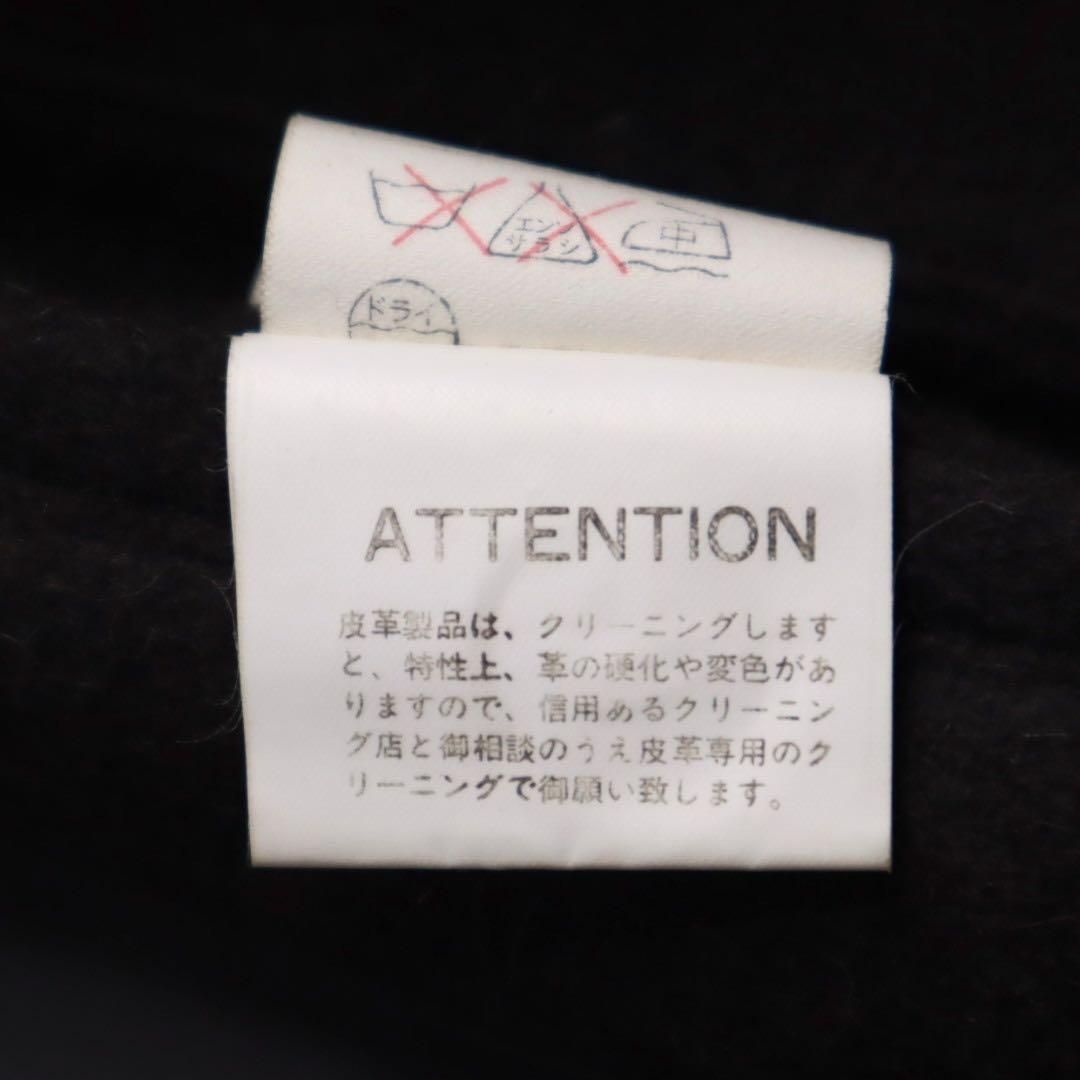 エンソ
サラシ
中
ドライ
ATTENTION
皮革製品は、クリーニングします
と、特性上、革の硬化や変色があ
りますので、信用あるクリーニン
グ店と御相談のうえ皮革専用のク
リーニングで御願い致します。